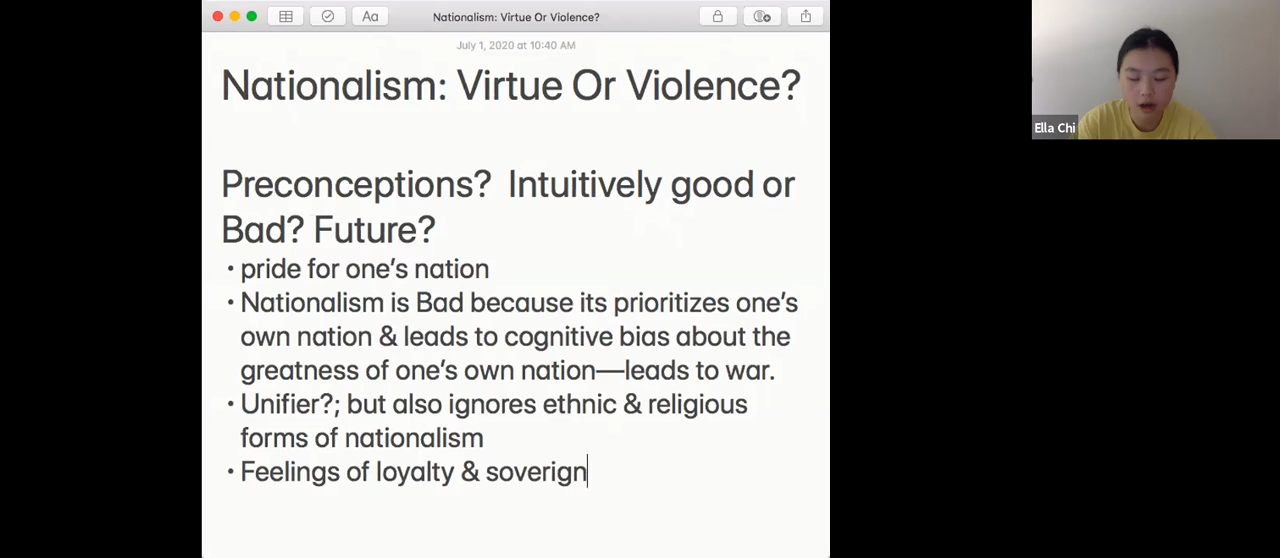 Aa
Nationalism: Virtue Or Violence?
July 1, 2020 at 10:40 AM
Nationalism: Virtue Or Violence?
Preconceptions? Intuitively good or
Bad? Future?
• pride for one's nation
• Nationalism is Bad because its prioritizes one's
own nation & leads to cognitive bias about the
greatness of one's own nation—leads to war.
• Unifier?; but also ignores ethnic & religious
forms of nationalism
• Feelings of loyalty & soverign
Ella Chi